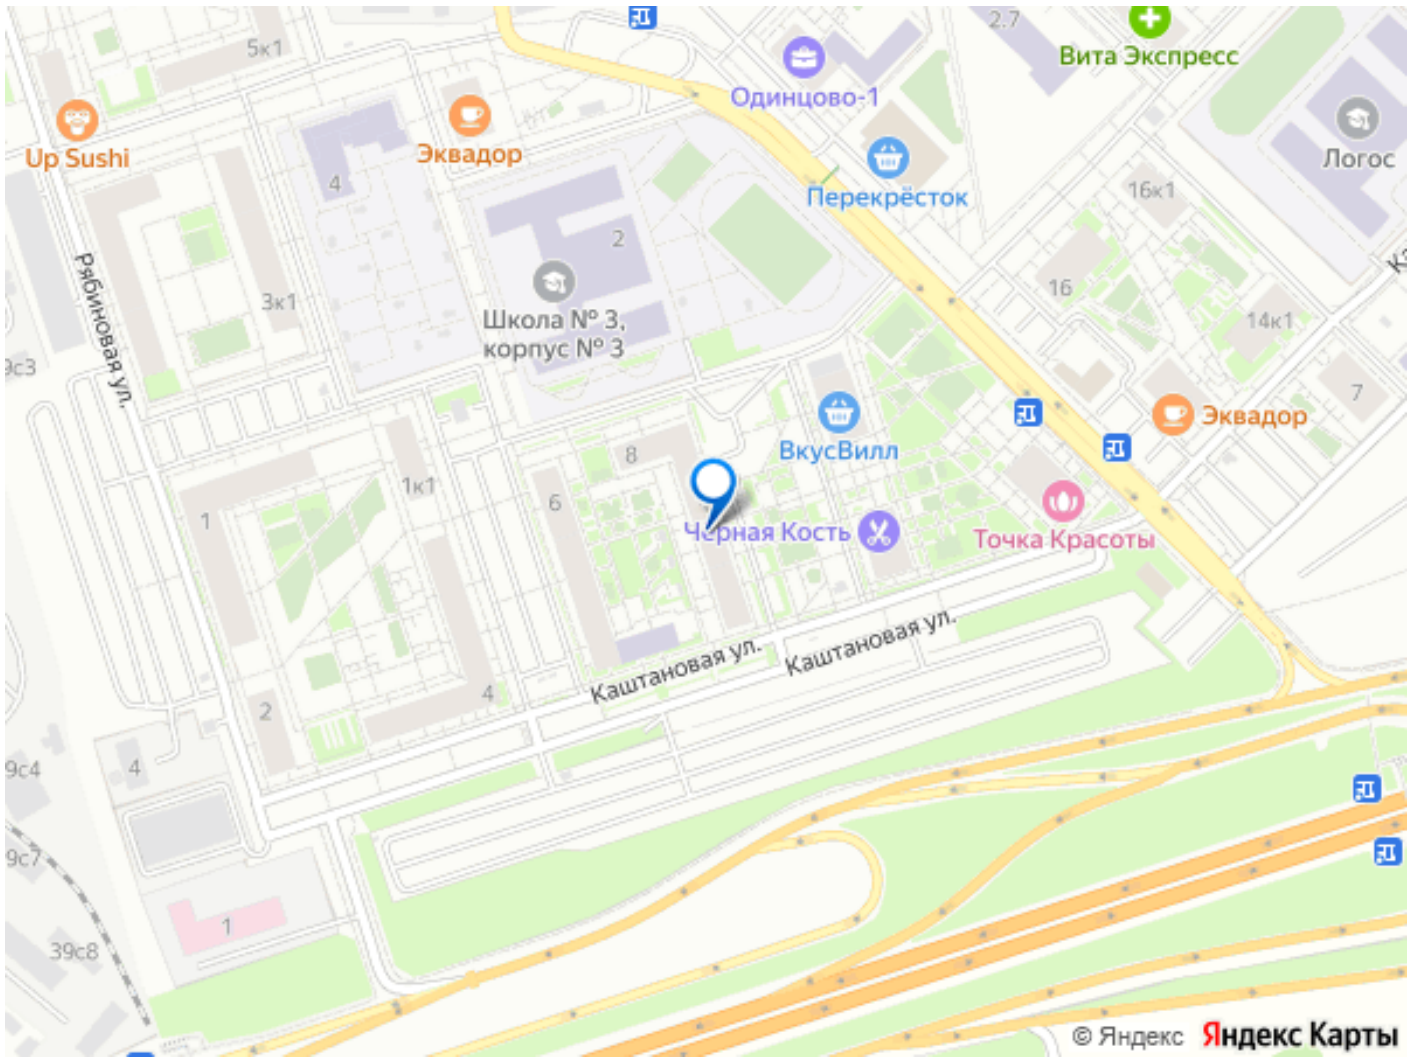 5к1
2.7
Вита Экспресс
Одинцово-1
Up Sushi
Эквадор
4
Перекрёсток
Логос
16к1
2
Рябиновая ул.
3к1
16
14к1
Школа № 3,
корпус № 3
9с3
7
Эквадор
8
ВкусВилл
1к1
6
1
Чёрная Кость
Точка Красоты
Каштановая ул.
Каштановая ул.
4
2
9с4
4
9с7
1
39с8
© Яндекс Яндекс Карты